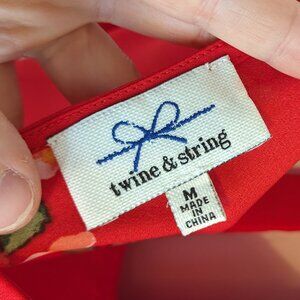 twine & string
M
MADE IN
CHINA